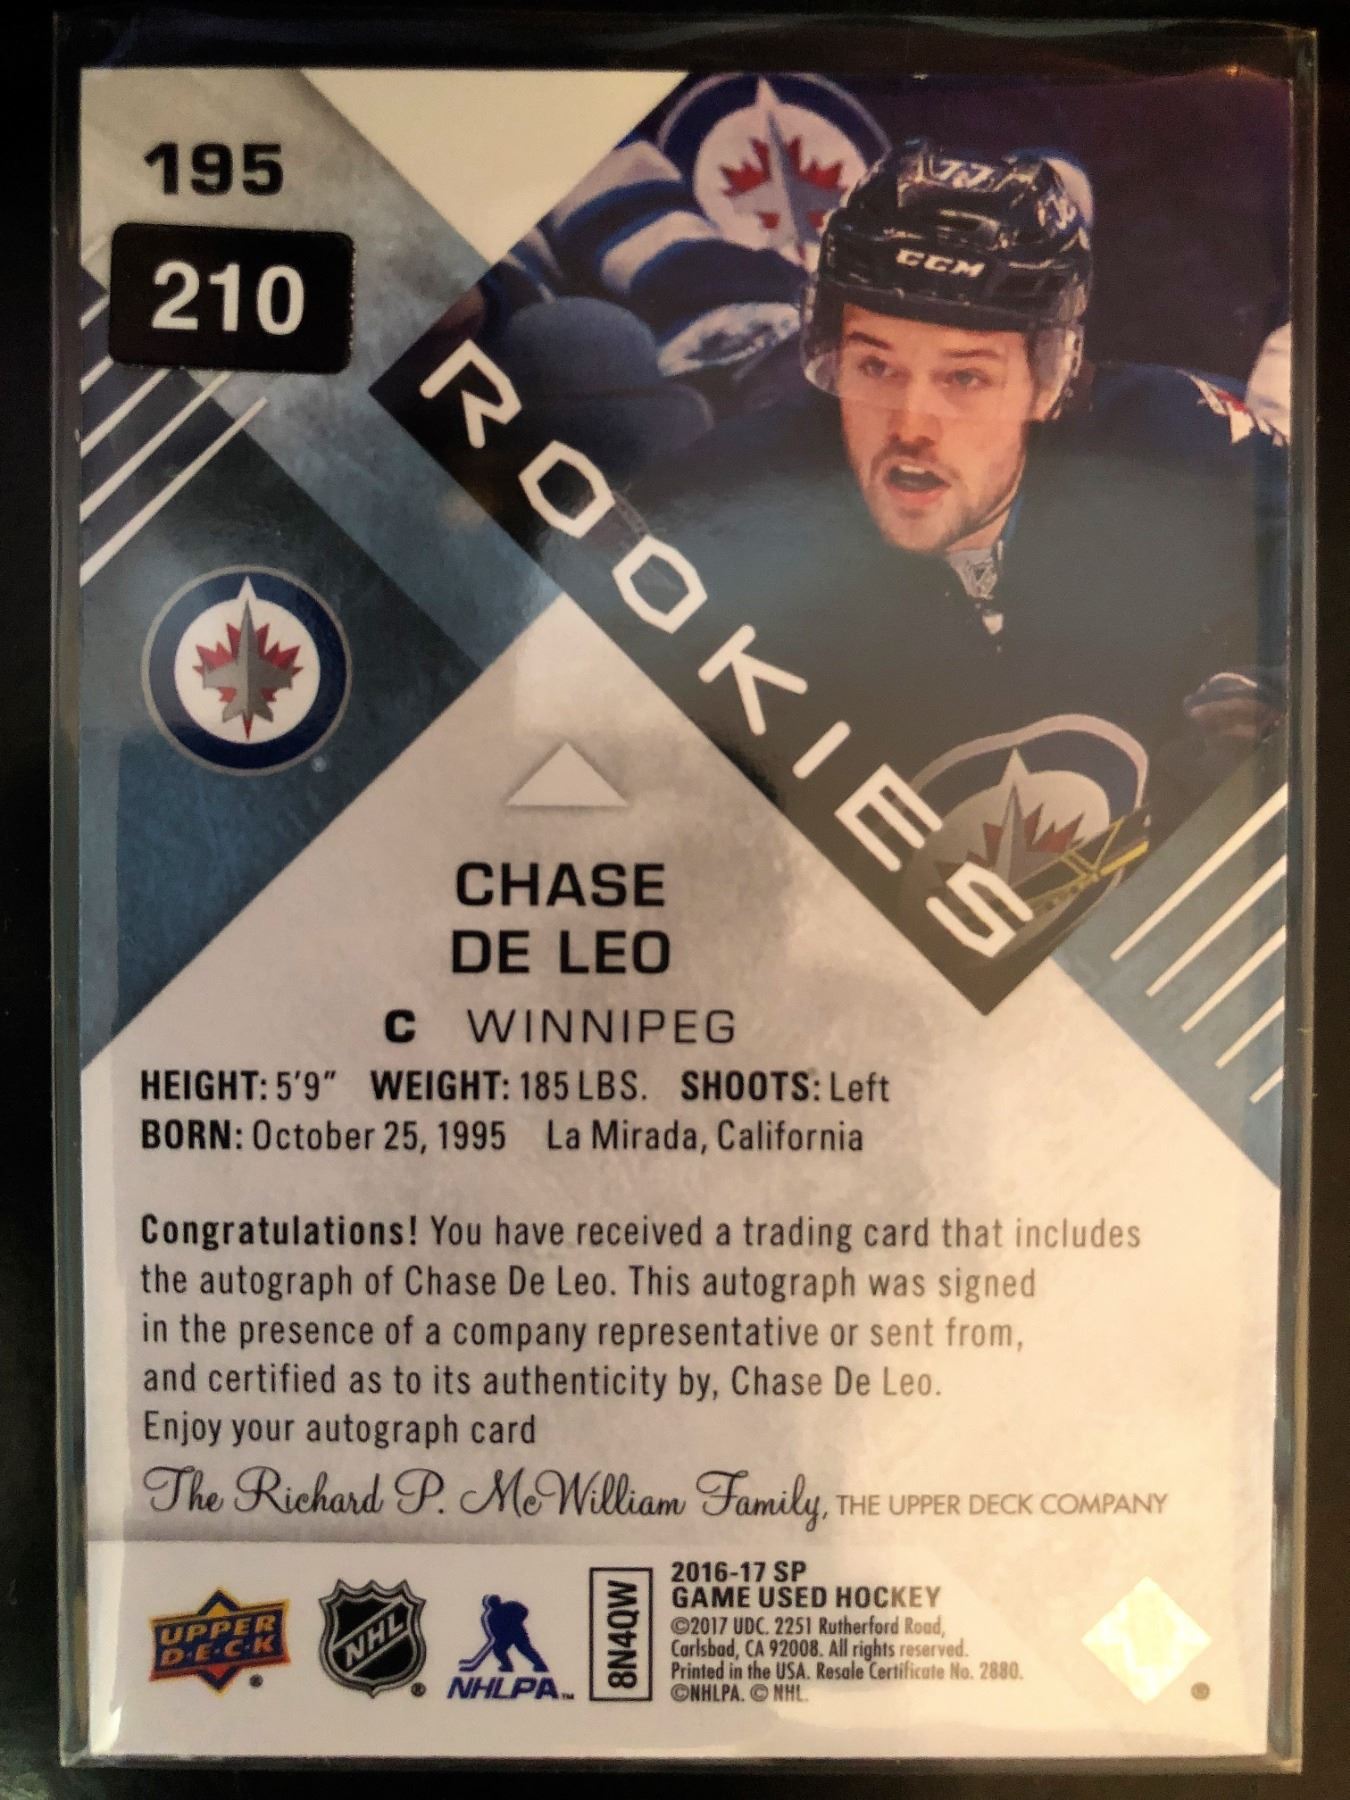 195
210
77
CCM
ROOKIES
CHASE
DE LEO
C WINNIPEG
HEIGHT: 5'9" WEIGHT: 185 LBS. SHOOTS: Left
BORN: October 25, 1995 La Mirada, California
Congratulations! You have received a trading card that includes
the autograph of Chase De Leo. This autograph was signed
in the presence of a company representative or sent from,
and certified as to its authenticity by, Chase De Leo.
Enjoy your autograph card
The Richard P. McWilliam Family, THE UPPER DECK COMPANY
UPPER
D·E·C·K
NHL
NHLPA™
8N4QW
2016-17 SP
GAME USED HOCKEY
©2017 UDC. 2251 Rutherford Road,
Carlsbad, CA 92008. All rights reserved.
Printed in the USA. Resale Certificate No. 2880.
©NHLPA. © NHL.